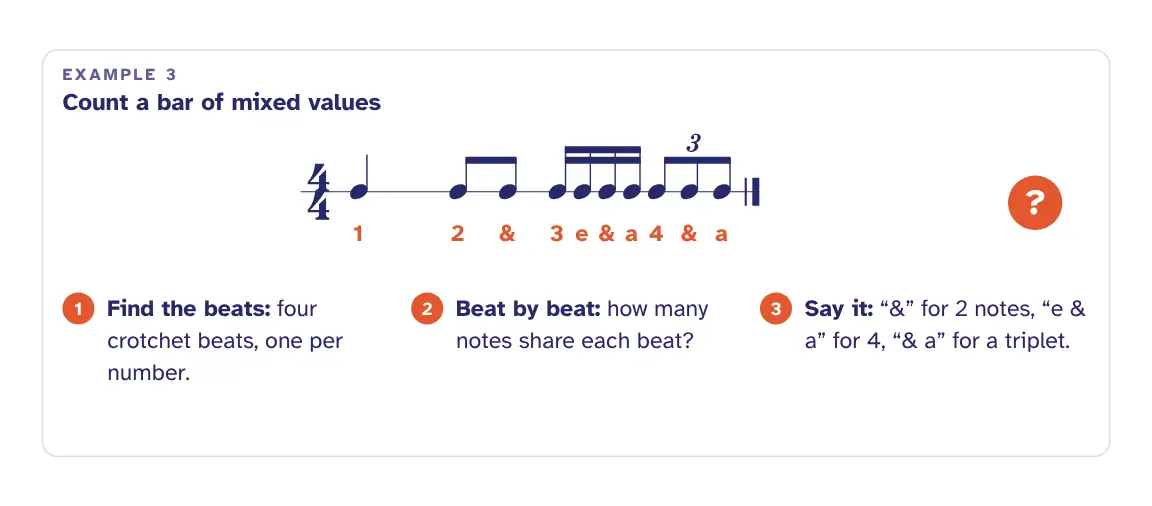 EXAMPLE 3
Count a bar of mixed values
3
4
4
1 2 & 3 e & a 4 & a
?
1 Find the beats: four
crotchet beats, one per
number.
2 Beat by beat: how many
notes share each beat?
3 Say it: “&” for 2 notes, “e &
a” for 4, “& a” for a triplet.